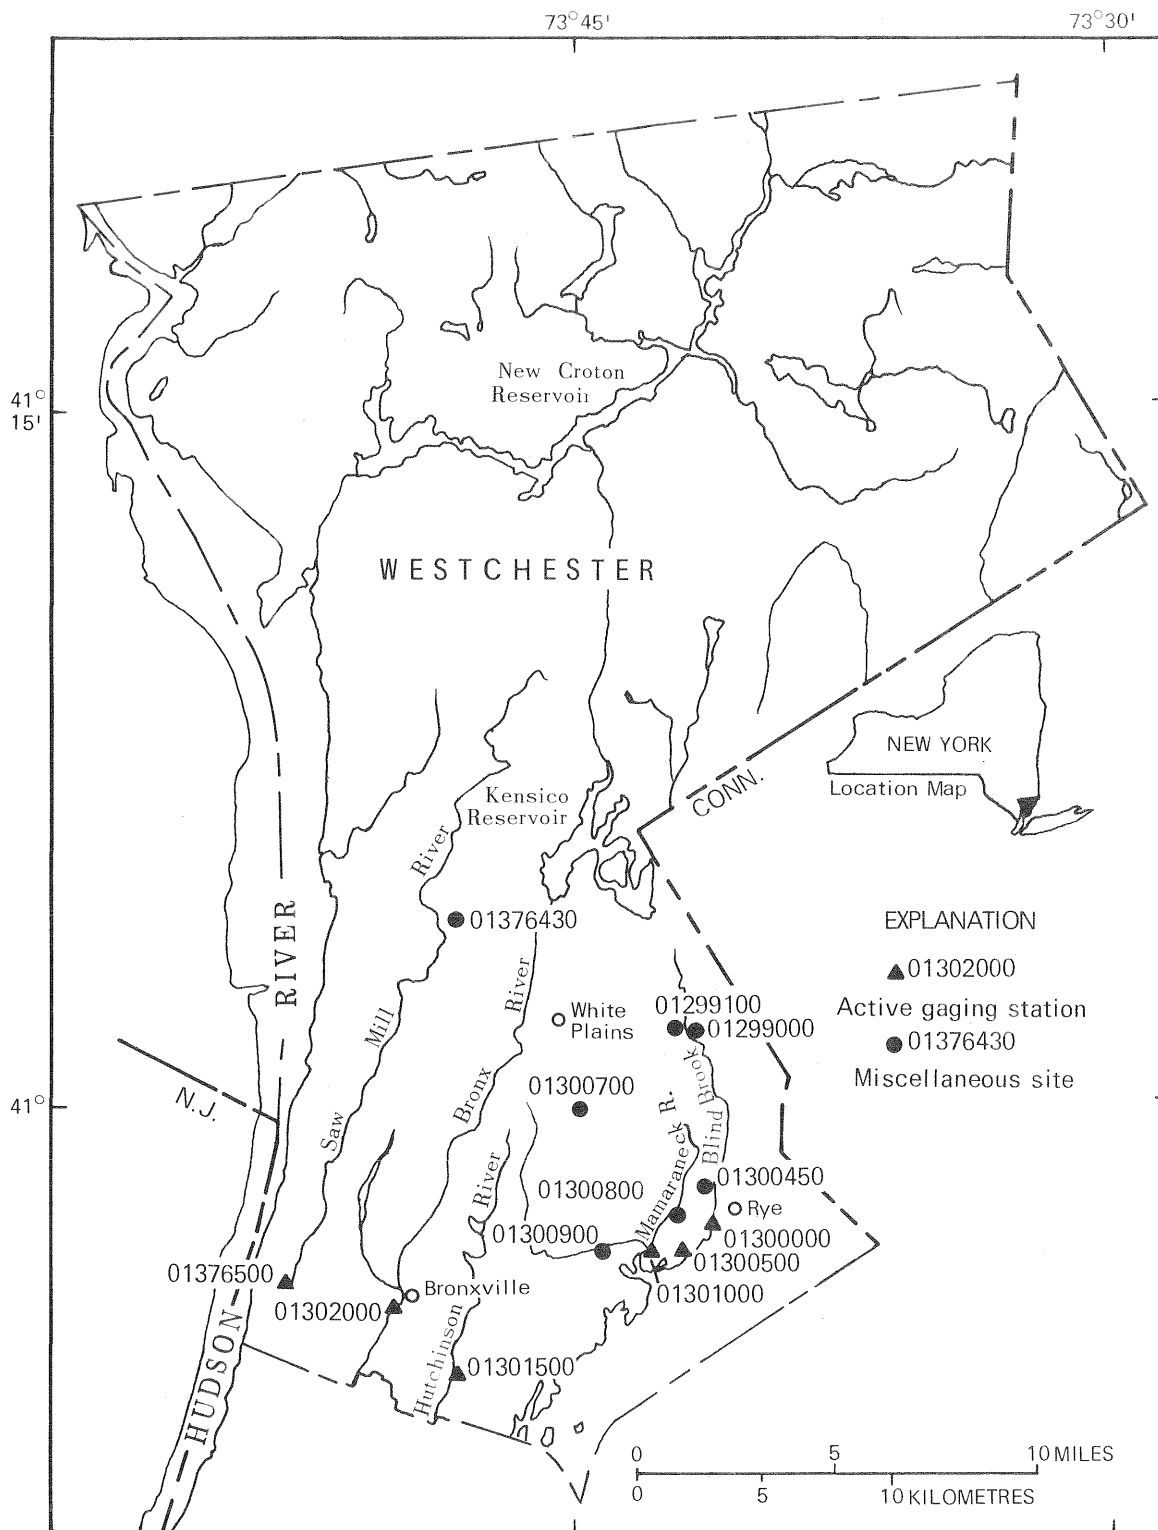 73°45'
73°30'
New Croton
Reservoir
41°
15'
WESTCHESTER
NEW YORK
Location Map
CONN.
Kensico
Reservoir
River
RIVER
01376430
EXPLANATION
01302000
Active gaging station
01376430
Miscellaneous site
River
White
Plains
01299100
01299000
Mill
Blind Brook
Bronx
01300700
41°
N.J.
Saw
Mamaraneck R.
River
01300450
01300800
Rye
01300900
01300000
01300500
01376500
01301000
Bronxville
01302000
HUDSON
Hutchinson
01301500
0 5 10 MILES
0 5 10 KILOMETRES